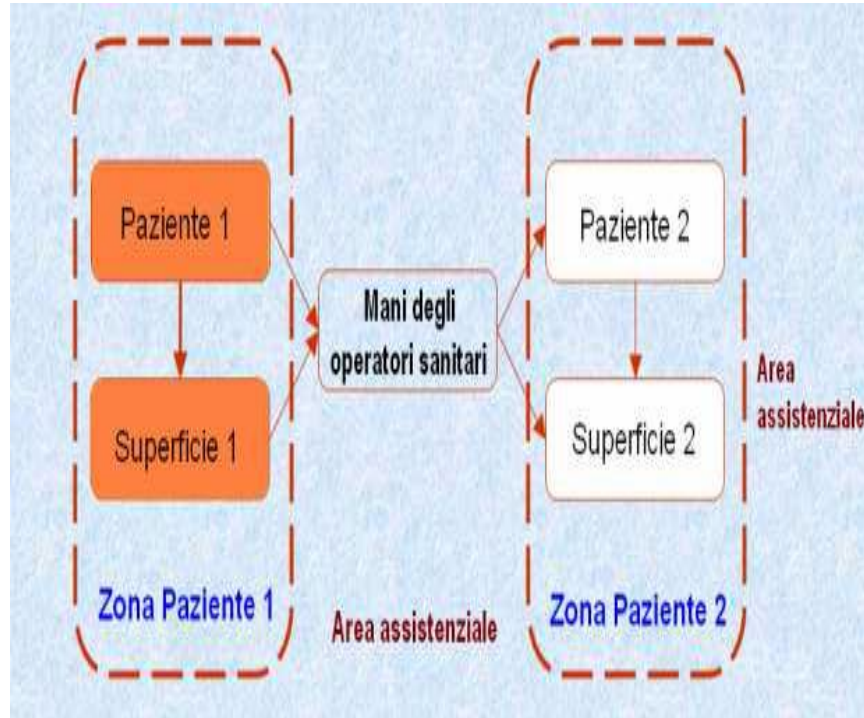 Paziente 1
Paziente 2
Mani degli
operatori sanitari
Superficie 1
Superficie 2
Area
assistenziale
Zona Paziente 1
Area assistenziale
Zona Paziente 2